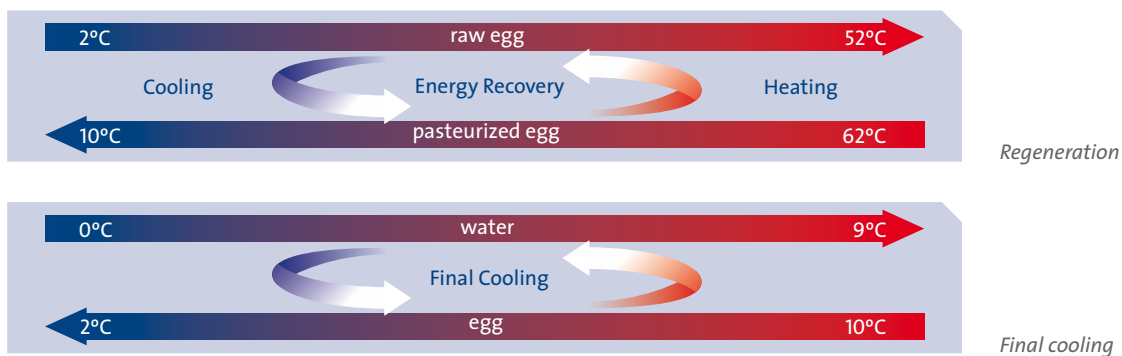 2°C raw egg 52°C
Cooling Energy Recovery Heating
10°C pasteurized egg 62°C
Regeneration
0°C water 9°C
Final Cooling
2°C egg 10°C
Final cooling